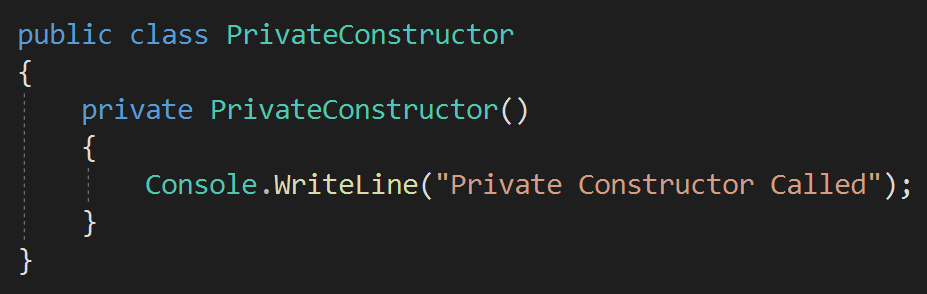 public class PrivateConstructor
{
    private PrivateConstructor()
    {
        Console.WriteLine("Private Constructor Called");
    }
}